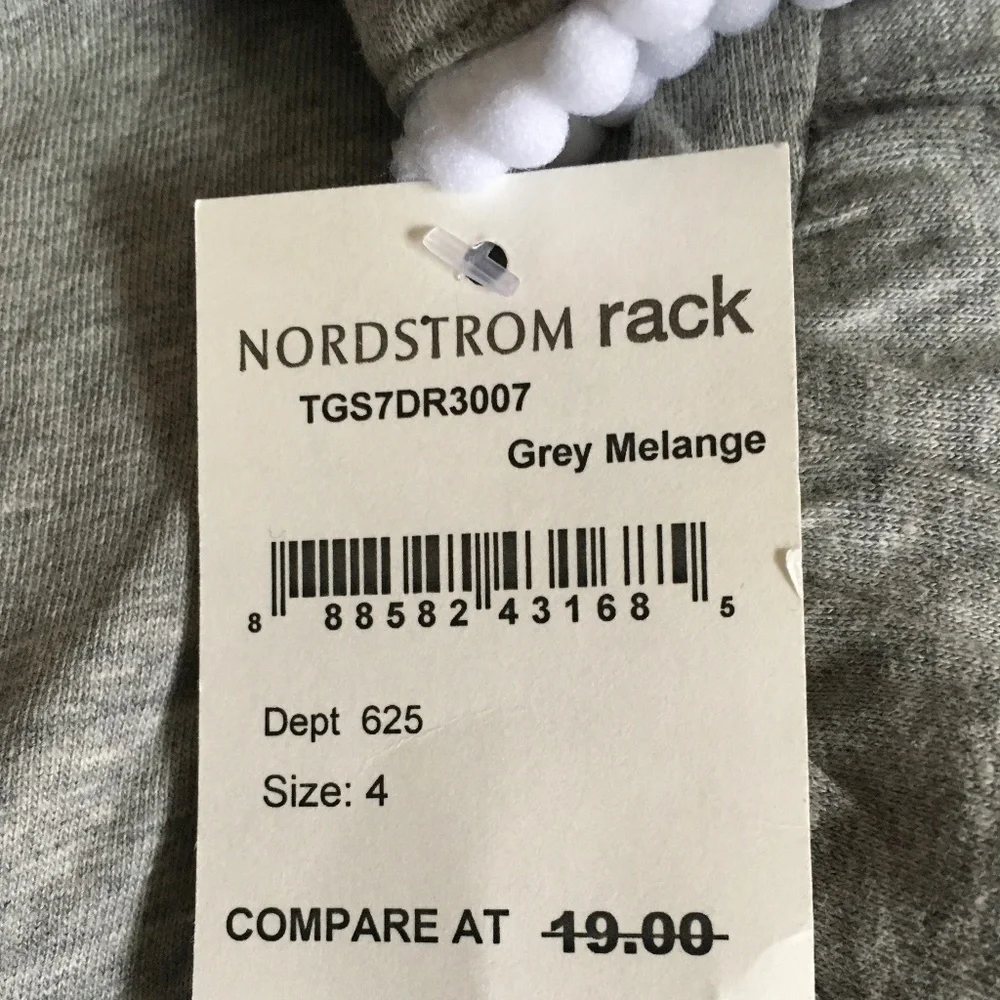 NORDSTROM rack
TGS7DR3007
Grey Melange
8 88582 43168 5
Dept 625
Size: 4
COMPARE AT 19.00